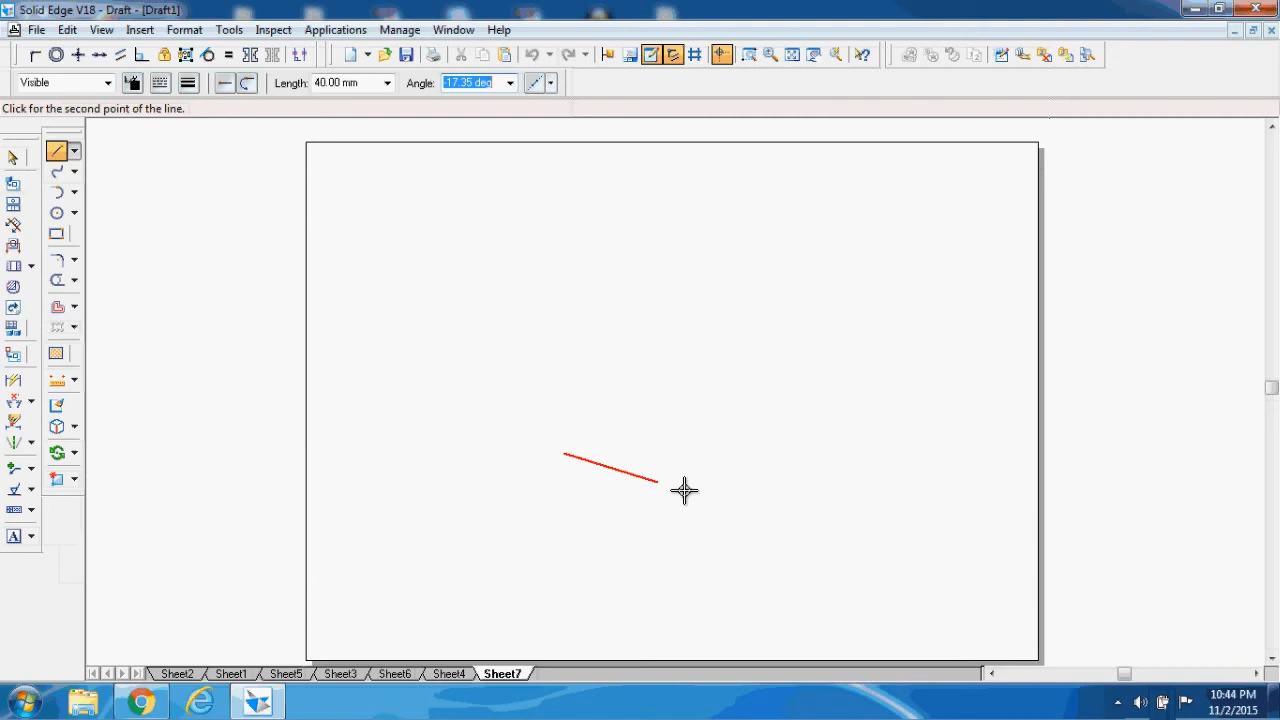 Solid Edge V18 - Draft - [Draft1]
File Edit View Insert Format Tools Inspect Applications Manage Window Help
Visible Length: 40.00 mm Angle: -17.35 deg
Click for the second point of the line.
A
Sheet2 Sheet1 Sheet5 Sheet3 Sheet6 Sheet4 Sheet7
10:44 PM
11/2/2015